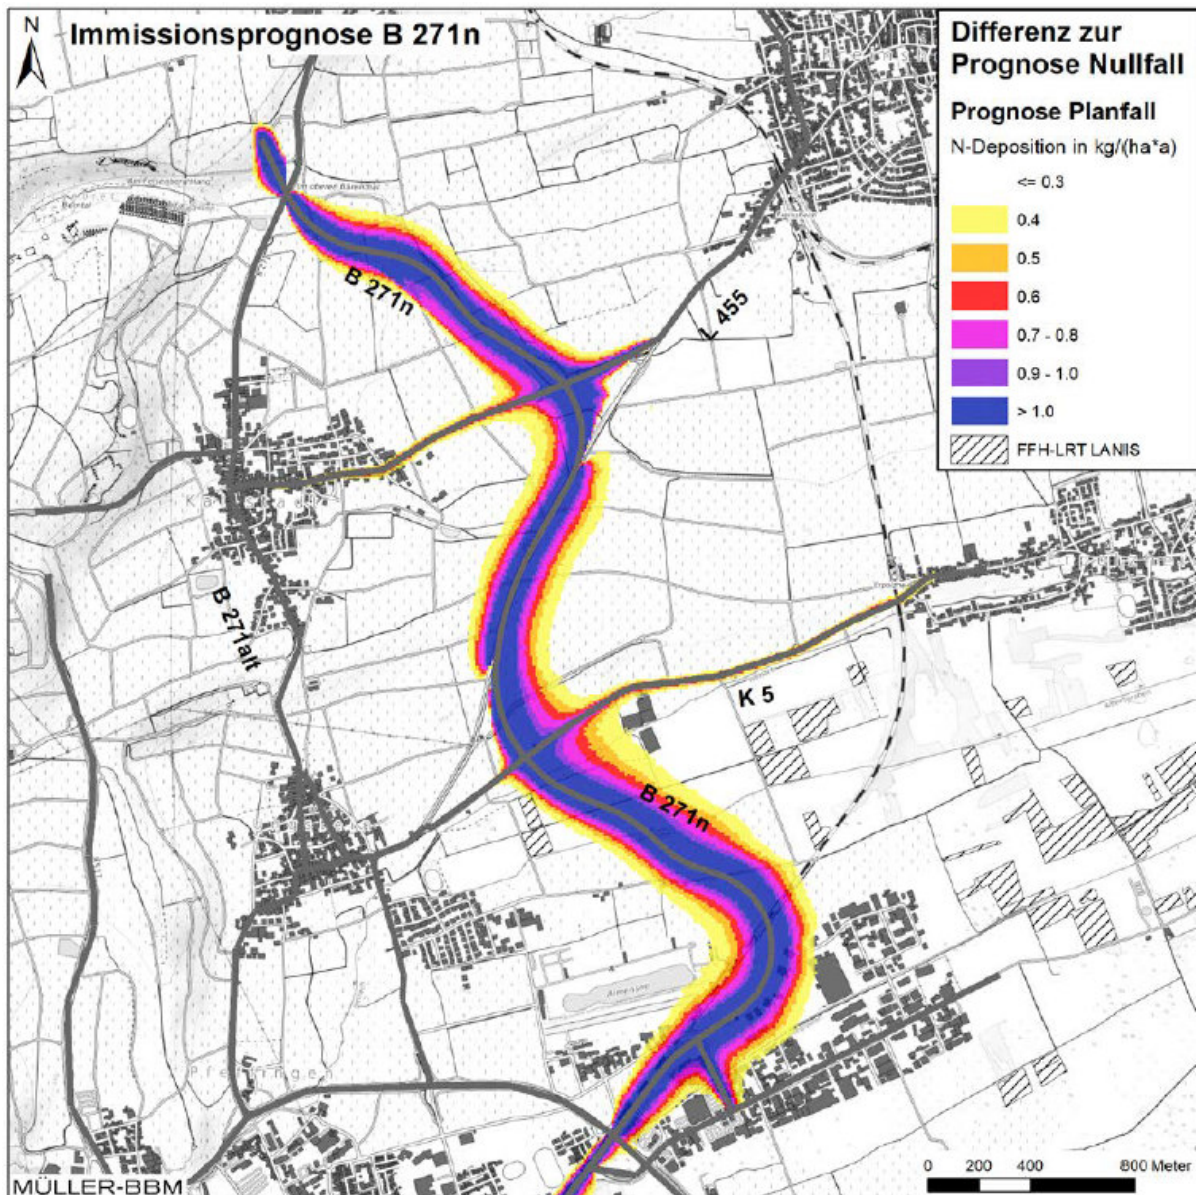 N
Immissionsprognose B 271n
Differenz zur
Prognose Nullfall
Prognose Planfall
N-Deposition in kg/(ha*a)
<= 0.3
0.4
0.5
0.6
0.7 - 0.8
0.9 - 1.0
> 1.0
FFH-LRT LANIS
B 271n
L 455
B 271alt
K 5
B 271n
Almensee
Pfeffingen
MÜLLER-BBM
0 200 400 800 Meter